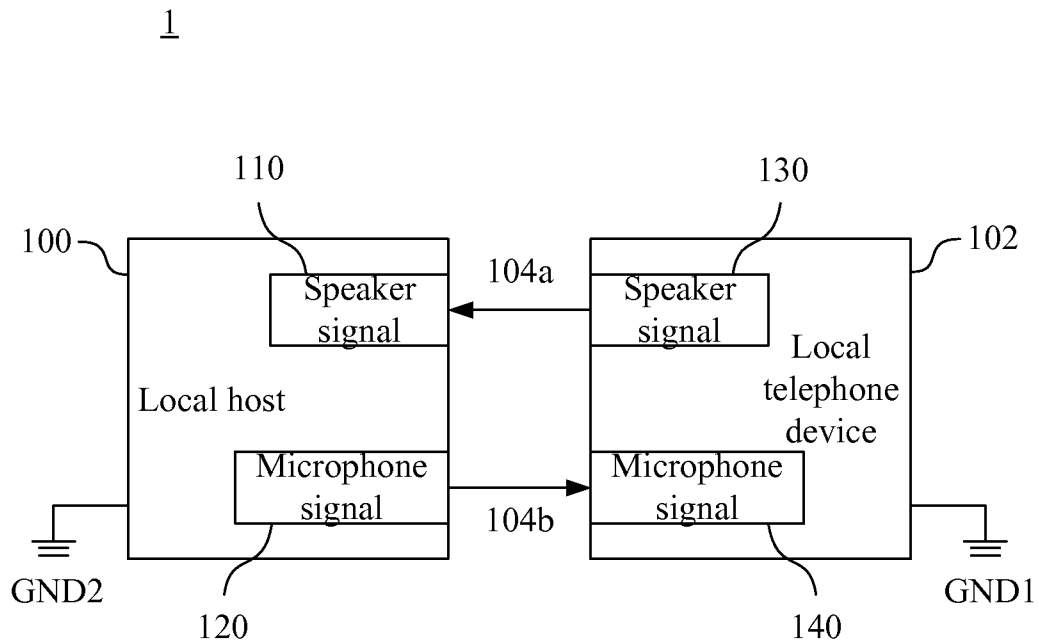 1
110
130
100
102
104a
Speaker
signal
Speaker
signal
Local
telephone
device
Local host
Microphone
signal
Microphone
signal
104b
GND2
GND1
120
140